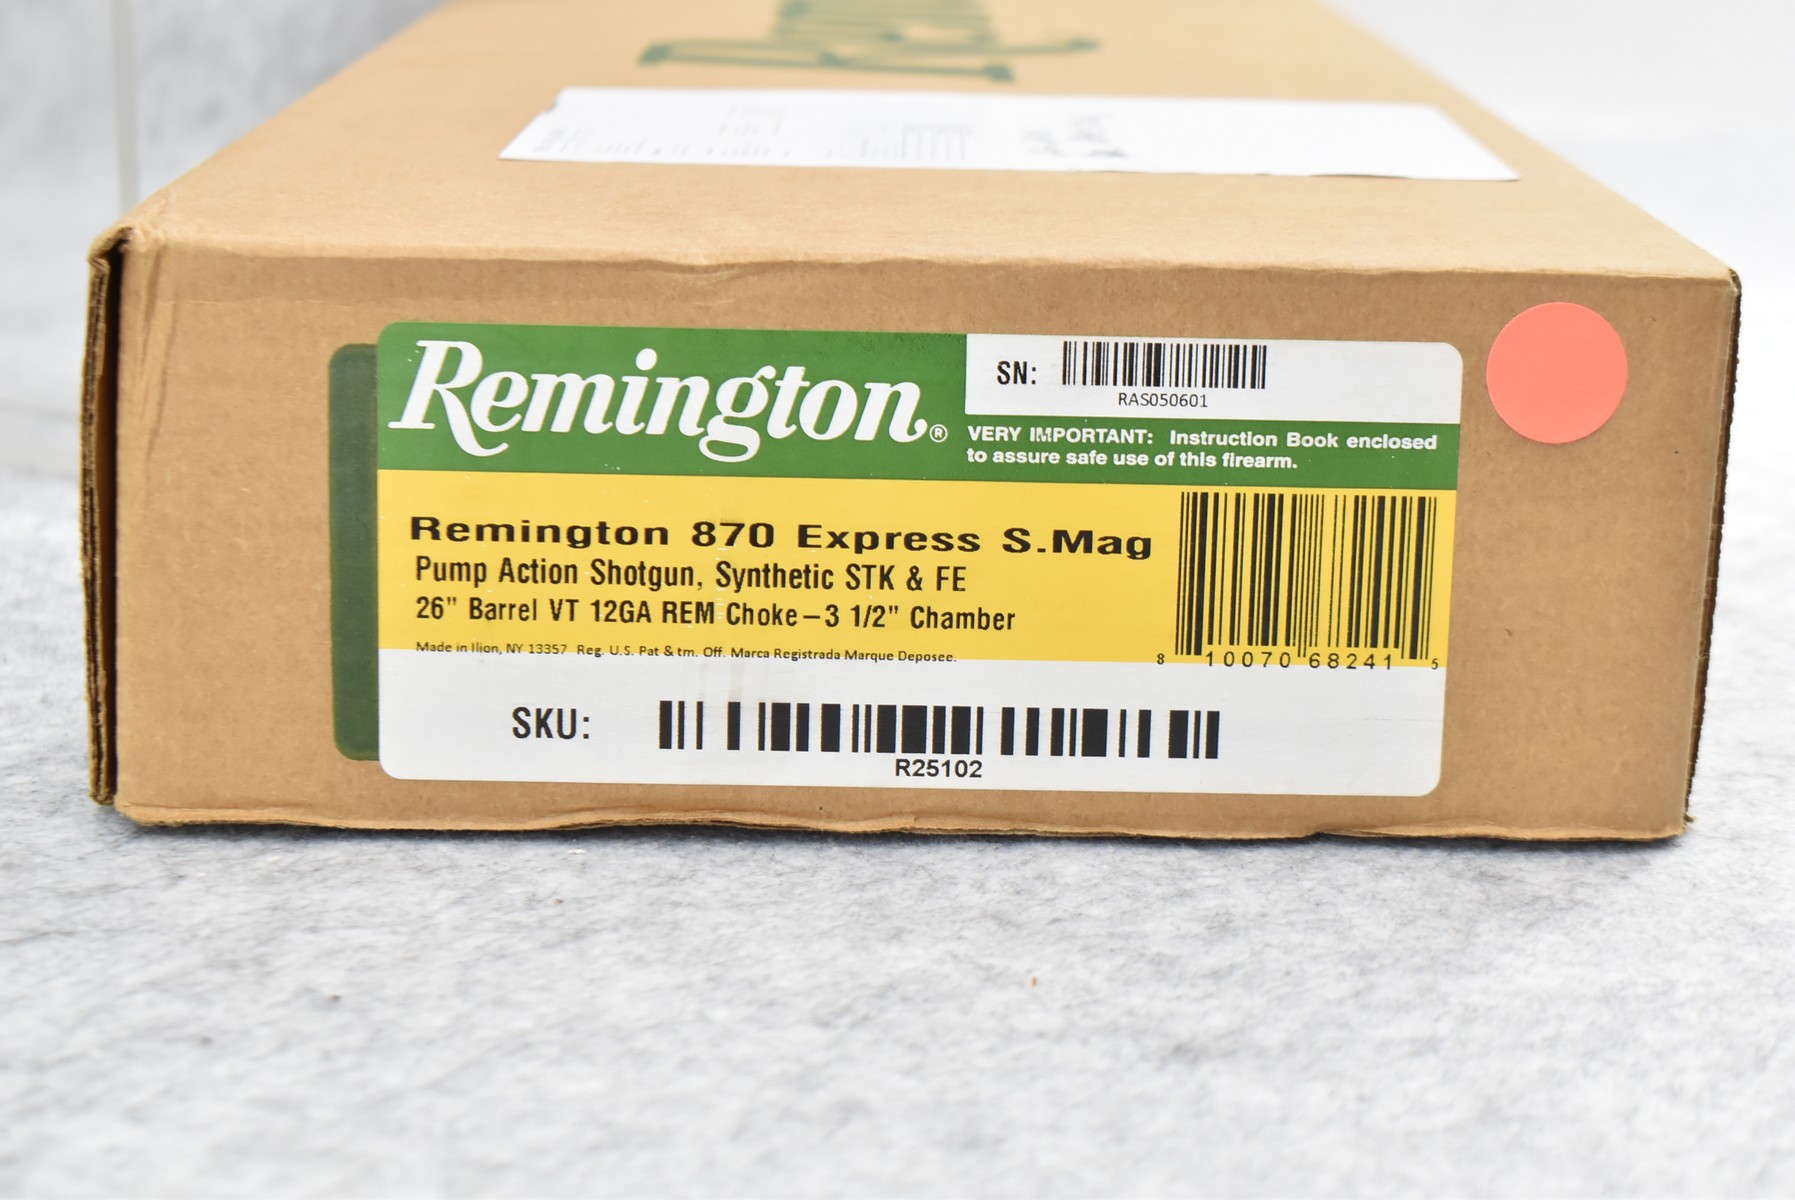 Remington®
SN:
RAS050601
VERY IMPORTANT: Instruction Book enclosed
to assure safe use of this firearm.
Remington 870 Express S.Mag
Pump Action Shotgun, Synthetic STK & FE
26" Barrel VT 12GA REM Choke–3 1/2" Chamber
Made in Ilion, NY 13357 Reg. U.S. Pat & tm. Off. Marca Registrada Marque Deposee.
8 10070 68241 5
SKU:
R25102